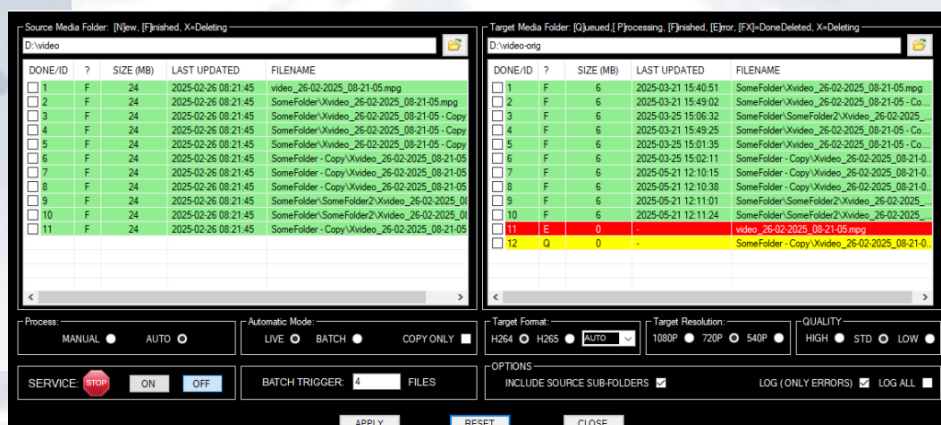 Source Media Folder: [N]ew, [F]inished, X=Deleting
D:\video
DONE/ID ? SIZE (MB) LAST UPDATED FILENAME
1 F 24 2025-02-26 08:21:45 video_26-02-2025_08-21-05.mpg
2 F 24 2025-02-26 08:21:45 SomeFolder\Xvideo_26-02-2025_08-21-05.mpg
3 F 24 2025-02-26 08:21:45 SomeFolder\Xvideo_26-02-2025_08-21-05 - Copy
4 F 24 2025-02-26 08:21:45 SomeFolder\Xvideo_26-02-2025_08-21-05 - Copy
5 F 24 2025-02-26 08:21:45 SomeFolder\Xvideo_26-02-2025_08-21-05 - Copy
6 F 24 2025-02-26 08:21:45 SomeFolder - Copy\Xvideo_26-02-2025_08-21-05
7 F 24 2025-02-26 08:21:45 SomeFolder - Copy\Xvideo_26-02-2025_08-21-05
8 F 24 2025-02-26 08:21:45 SomeFolder - Copy\Xvideo_26-02-2025_08-21-05
9 F 24 2025-02-26 08:21:45 SomeFolder\SomeFolder2\Xvideo_26-02-2025_08
10 F 24 2025-02-26 08:21:45 SomeFolder\SomeFolder2\Xvideo_26-02-2025_08
11 F 24 2025-02-26 08:21:45 SomeFolder - Copy\Xvideo_26-02-2025_08-21-05
Target Media Folder: [Q]ueued,[ P]rocessing, [F]inished, [E]rror, [FX]=DoneDeleted, X=Deleting
D:\video-orig
DONE/ID ? SIZE (MB) LAST UPDATED FILENAME
1 F 6 2025-03-21 15:40:51 SomeFolder\Xvideo_26-02-2025_08-21-05.mpg
2 F 6 2025-03-21 15:49:02 SomeFolder\Xvideo_26-02-2025_08-21-05 - Co...
3 F 6 2025-03-25 15:06:32 SomeFolder\SomeFolder2\Xvideo_26-02-2025_...
4 F 6 2025-03-21 15:49:25 SomeFolder\Xvideo_26-02-2025_08-21-05 - Co...
5 F 6 2025-03-25 15:01:35 SomeFolder\Xvideo_26-02-2025_08-21-05 - Co...
6 F 6 2025-03-25 15:02:11 SomeFolder - Copy\Xvideo_26-02-2025_08-21-0...
7 F 6 2025-05-21 12:10:15 SomeFolder - Copy\Xvideo_26-02-2025_08-21-0...
8 F 6 2025-05-21 12:10:38 SomeFolder - Copy\Xvideo_26-02-2025_08-21-0...
9 F 6 2025-05-21 12:11:01 SomeFolder\SomeFolder2\Xvideo_26-02-2025_...
10 F 6 2025-05-21 12:11:24 SomeFolder\SomeFolder2\Xvideo_26-02-2025_...
11 E 0 - video_26-02-2025_08-21-05.mpg
12 Q 0 - SomeFolder - Copy\Xvideo_26-02-2025_08-21-0...
Process:
MANUAL AUTO
Automatic Mode:
LIVE BATCH COPY ONLY
Target Format:
H264 H265 AUTO
Target Resolution:
1080P 720P 540P
QUALITY
HIGH STD LOW
SERVICE: STOP ON OFF
BATCH TRIGGER: 4 FILES
OPTIONS
INCLUDE SOURCE SUB-FOLDERS LOG (ONLY ERRORS) LOG ALL
APPLY RESET CLOSE